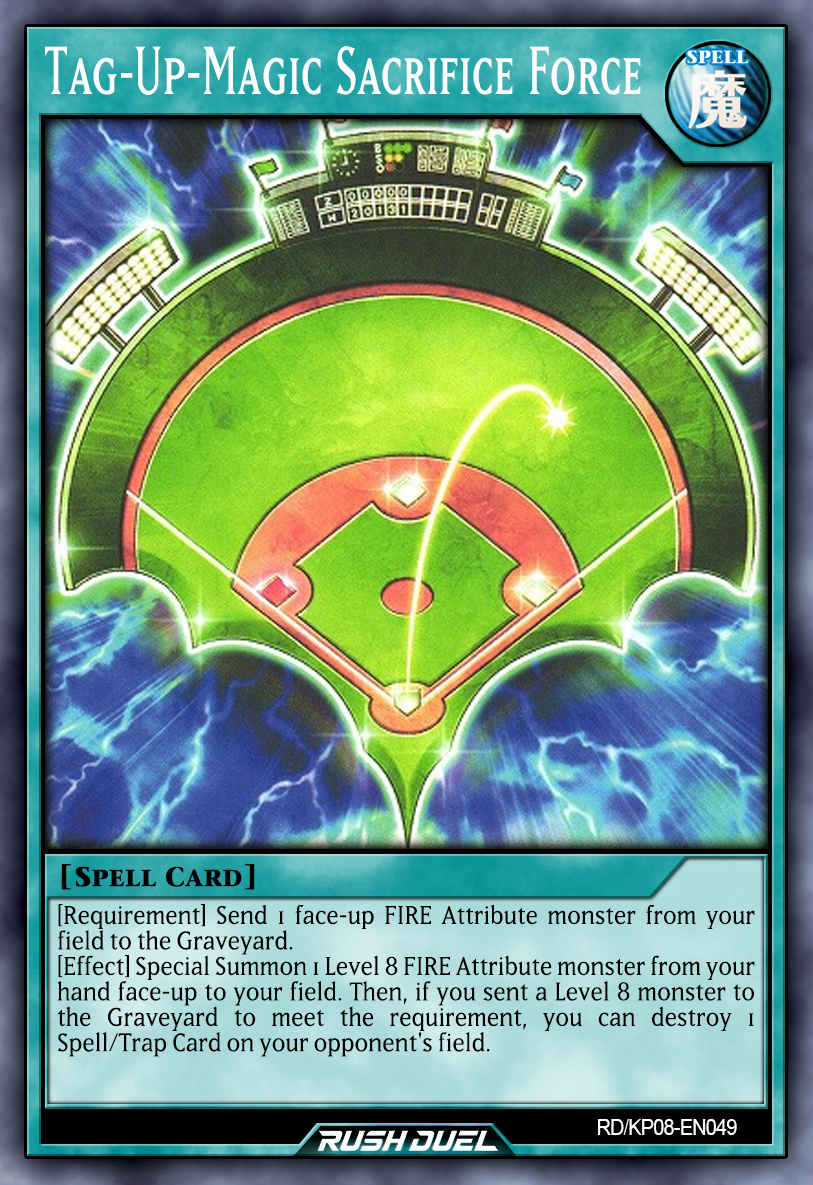 TAG-UP-MAGIC SACRIFICE FORCE
SPELL
魔
B
S
O
Z 00000
H 20101
[SPELL CARD]
[Requirement] Send 1 face-up FIRE Attribute monster from your
field to the Graveyard.
[Effect] Special Summon 1 Level 8 FIRE Attribute monster from your
hand face-up to your field. Then, if you sent a Level 8 monster to
the Graveyard to meet the requirement, you can destroy 1
Spell/Trap Card on your opponent's field.
RD/KP08-EN049
RUSH DUEL